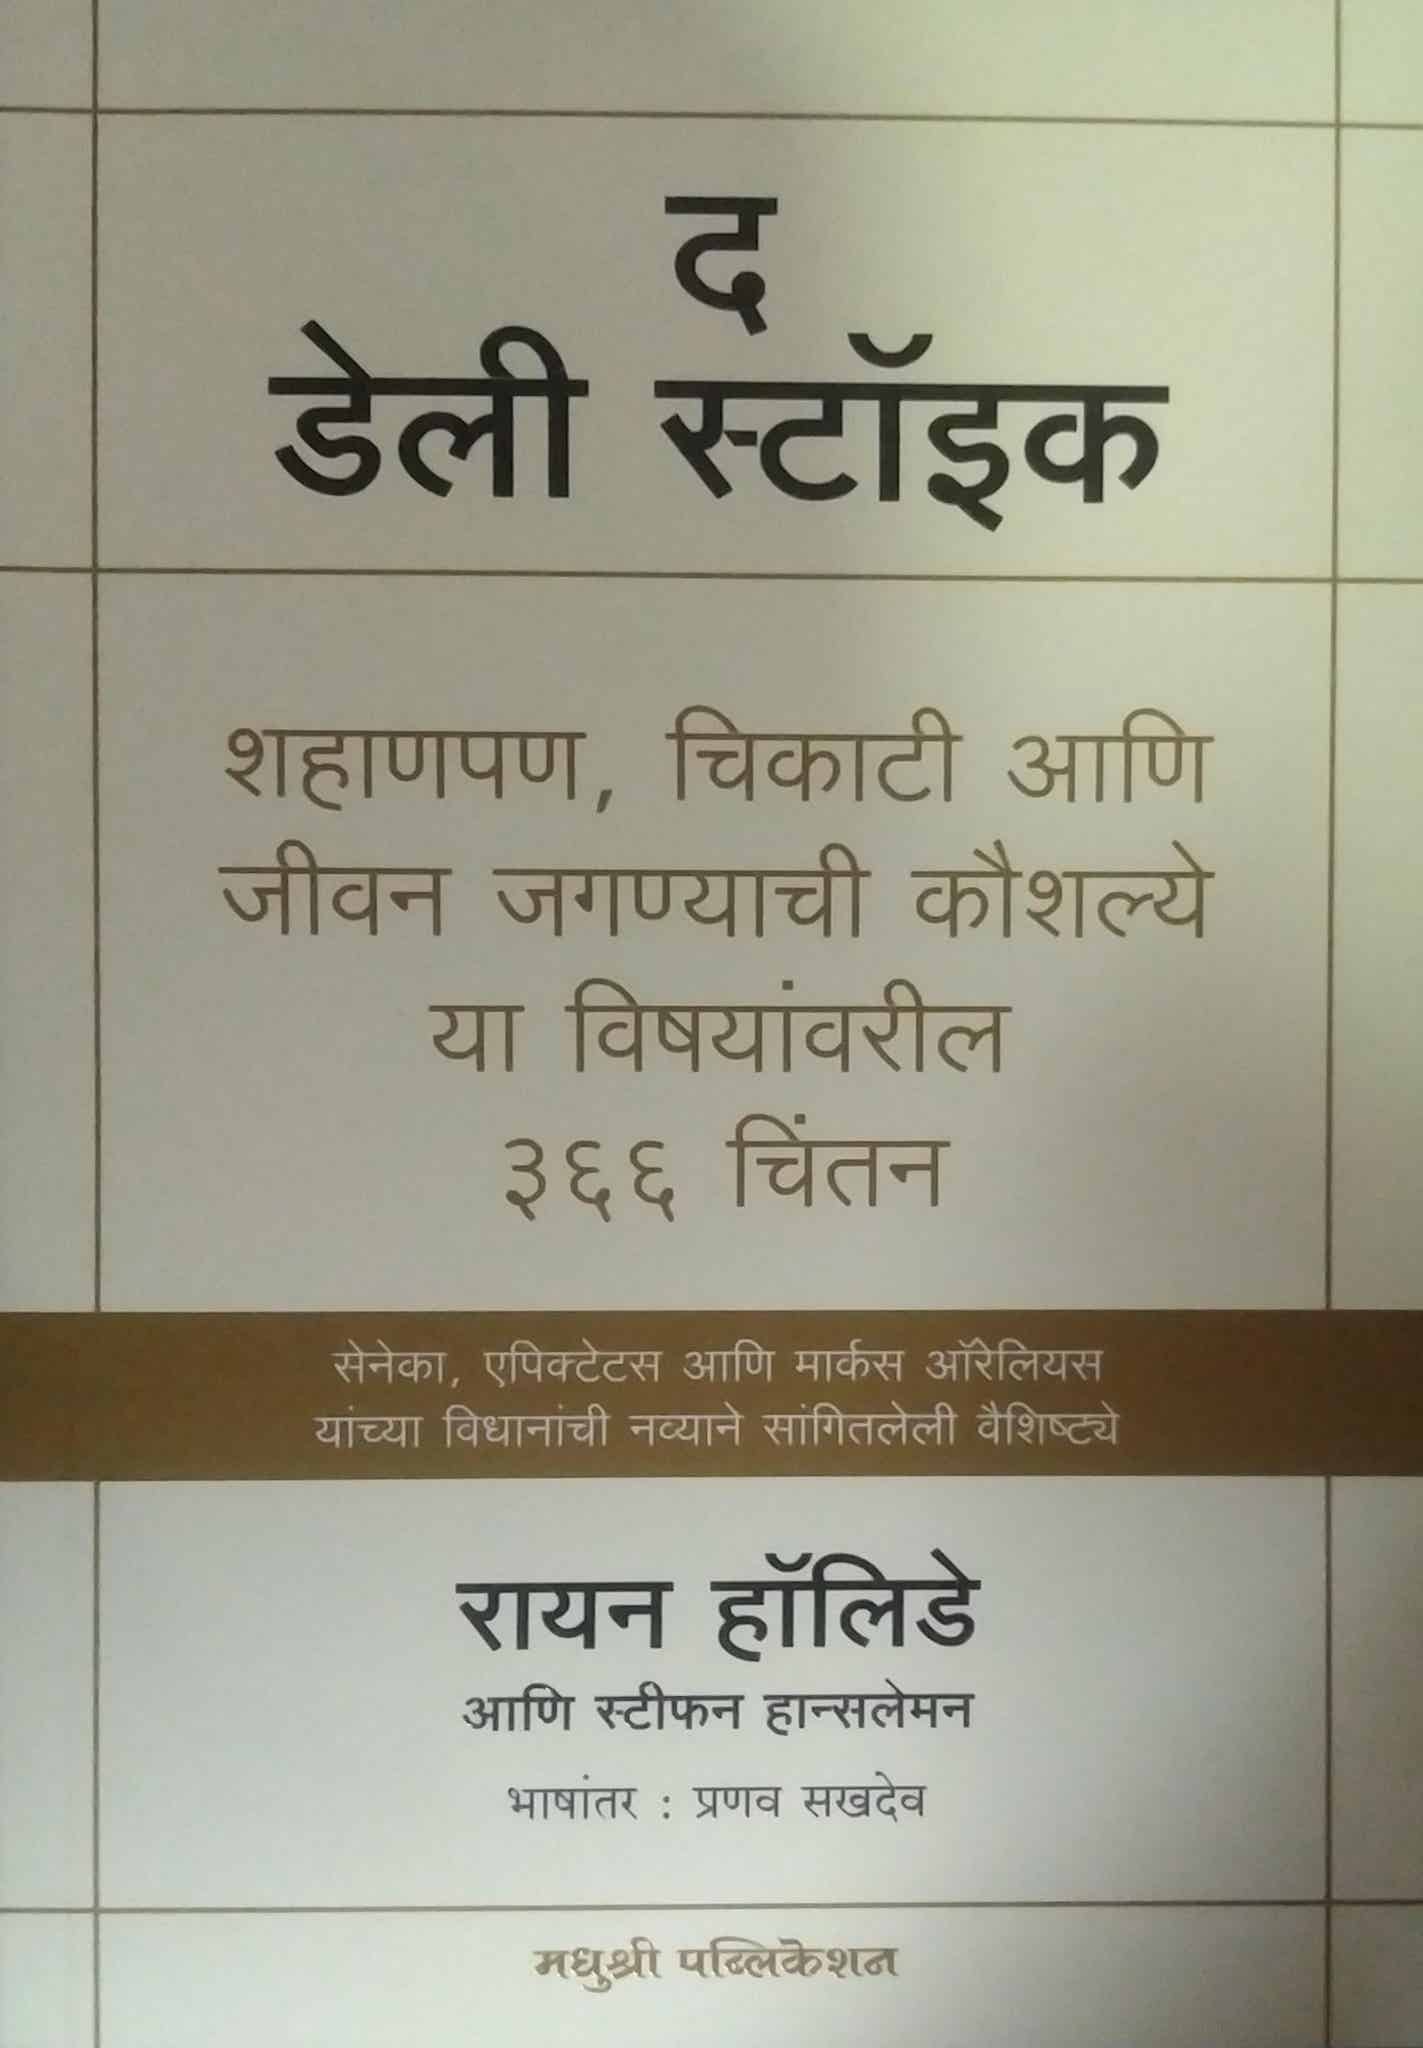 द
डेली स्टॉइक
शहाणपण, चिकाटी आणि
जीवन जगण्याची कौशल्ये
या विषयांवरील
३६६ चिंतन
सेनेका, एपिक्टेटस आणि मार्कस ऑरेलियस
यांच्या विधानांची नव्याने सांगितलेली वैशिष्ट्ये
रायन हॉलिडे
आणि स्टीफन हान्सलेमन
भाषांतर : प्रणव सखदेव
मधुश्री पब्लिकेशन